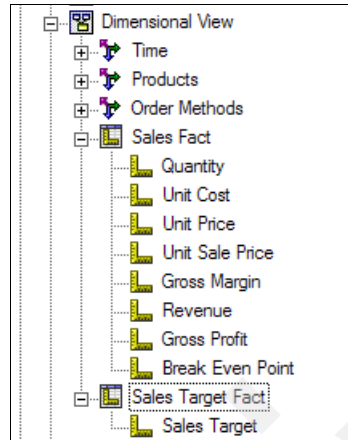 Dimensional View
Time
Products
Order Methods
Sales Fact
Quantity
Unit Cost
Unit Price
Unit Sale Price
Gross Margin
Revenue
Gross Profit
Break Even Point
Sales Target Fact
Sales Target